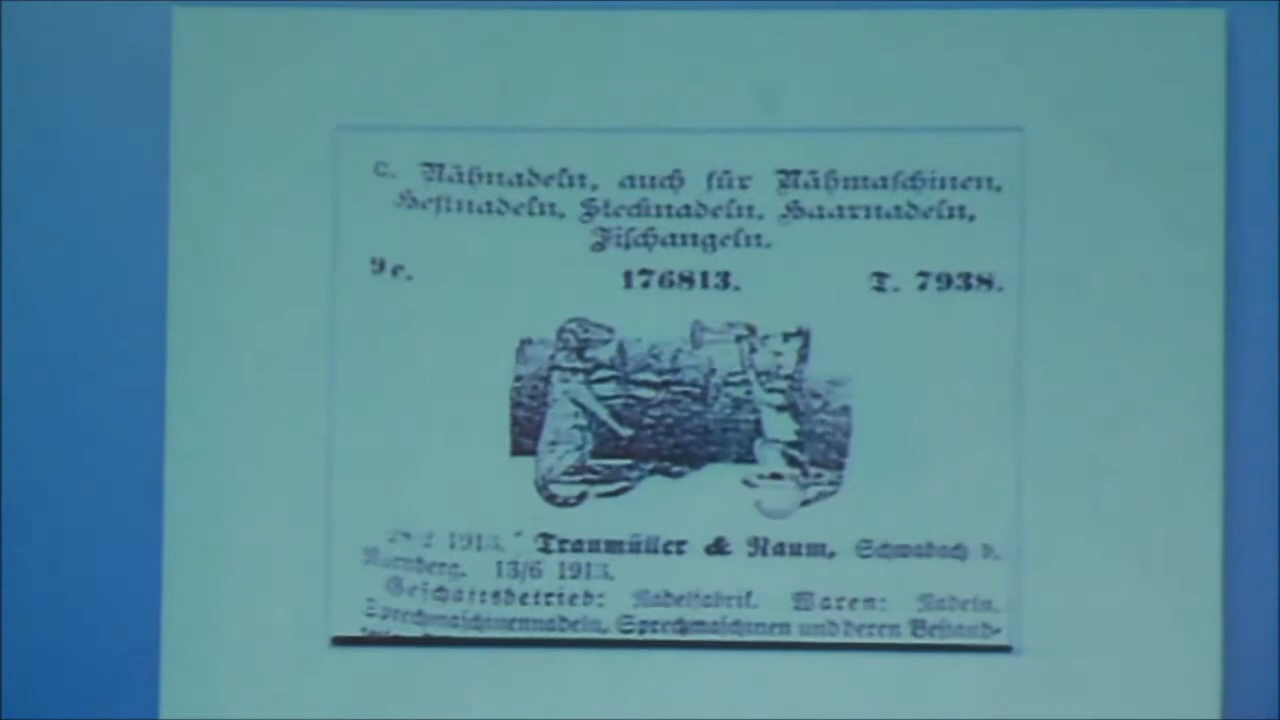 c. Nähnadeln, auch für Nähmaschinen,
Heftnadeln, Stecknadeln, Haarnadeln,
Fischangeln.
9e. 176813. T. 7938.
1913. Traumüller & Raum, Schwabach b.
Nürnberg. 13/6 1913.
Geschäftsbetrieb: Nadelfabrik. Waren: Nadeln,
Sprechmaschinennadeln, Sprechmaschinen und deren Bestand-